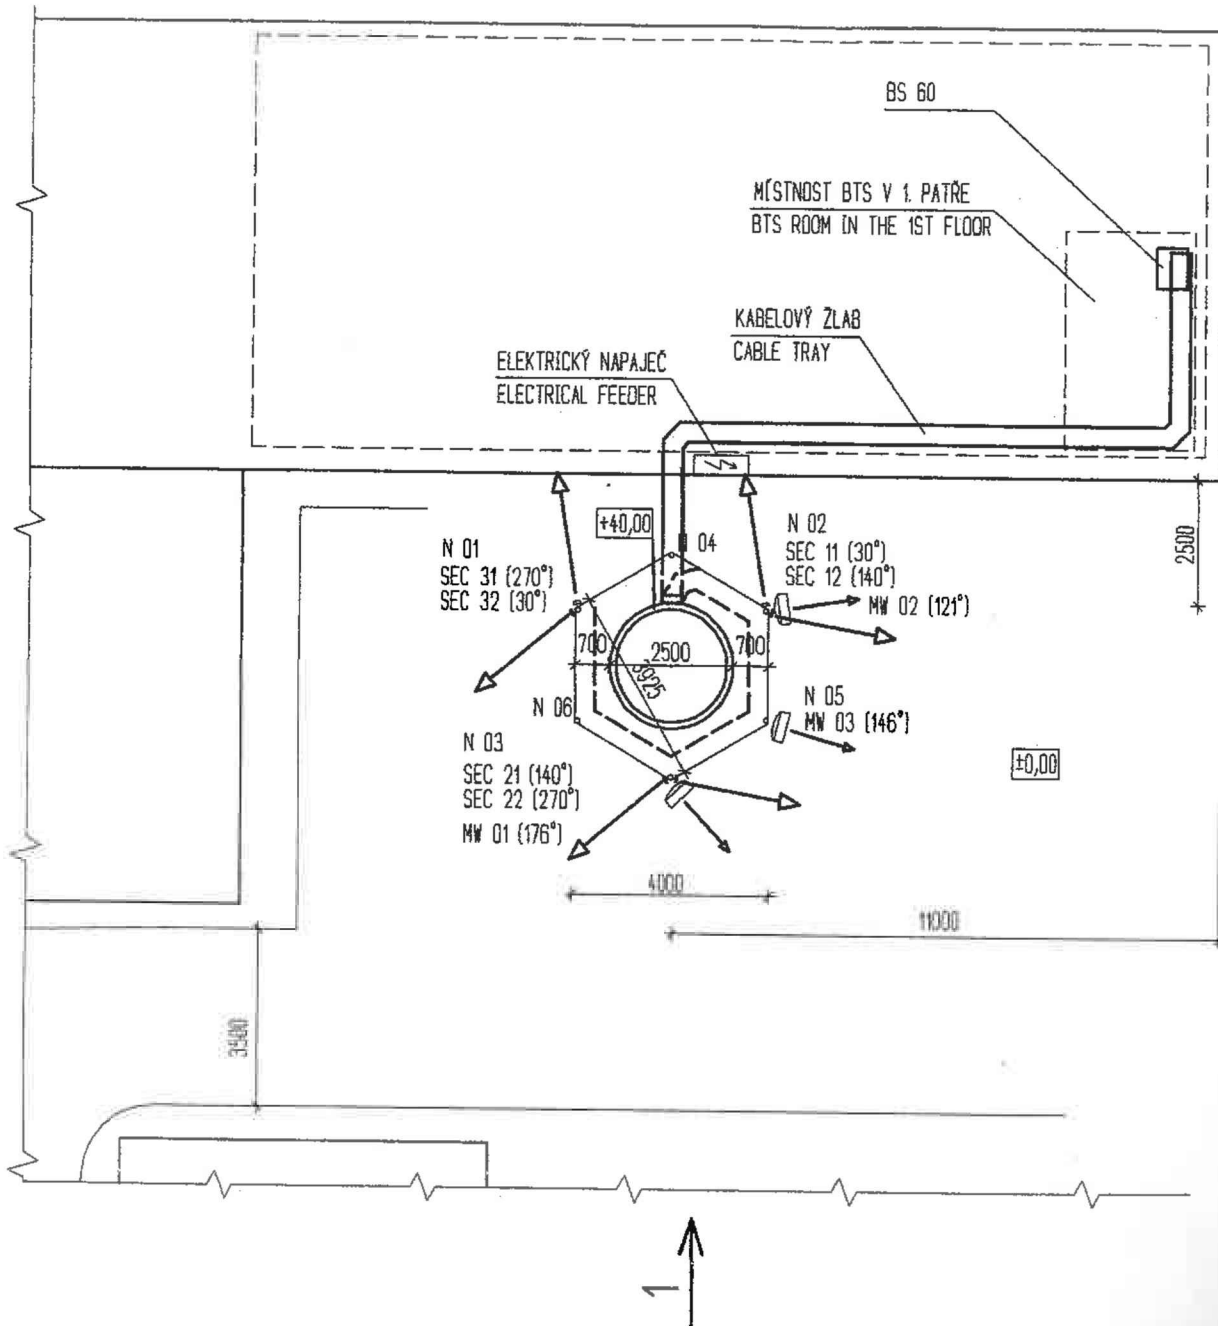 BS 60
MÍSTNOST BTS V 1. PATŘE
BTS ROOM IN THE 1ST FLOOR
KABELOVÝ ŽLAB
CABLE TRAY
ELEKTRICKÝ NAPAJEČ
ELECTRICAL FEEDER
+40,00
04
N 01
SEC 31 (270°)
SEC 32 (30°)
N 02
SEC 11 (30°)
SEC 12 (140°)
MW 02 (121°)
2500
700
2500
700
3925
N 06
N 05
MW 03 (146°)
N 03
SEC 21 (140°)
SEC 22 (270°)
MW 01 (176°)
±0,00
4000
11000
3500
1